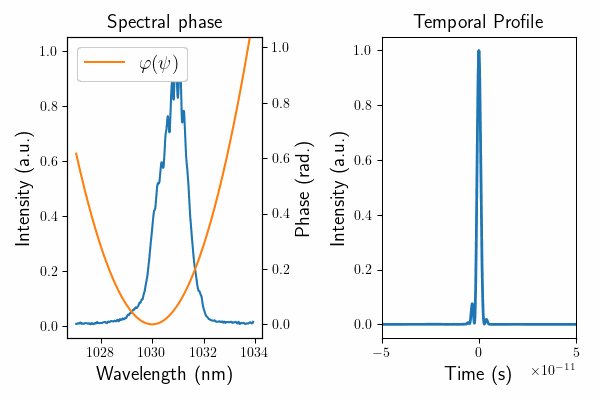 Spectral phase
φ(ψ)
1.0
0.8
0.6
0.4
0.2
0.0
Intensity (a.u.)
1.0
0.8
0.6
0.4
0.2
0.0
Phase (rad.)
1028 1030 1032 1034
Wavelength (nm)
Temporal Profile
1.0
0.8
0.6
0.4
0.2
0.0
Intensity (a.u.)
−5 0 5
×10⁻¹¹
Time (s)